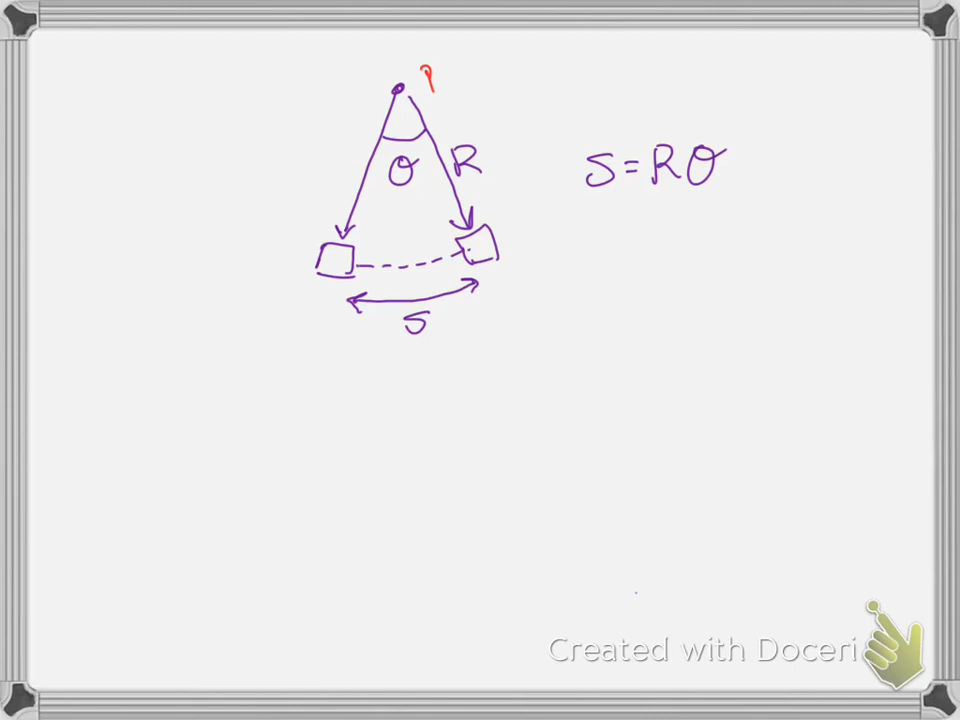 θ
R
S = Rθ
S
Created with Doceri